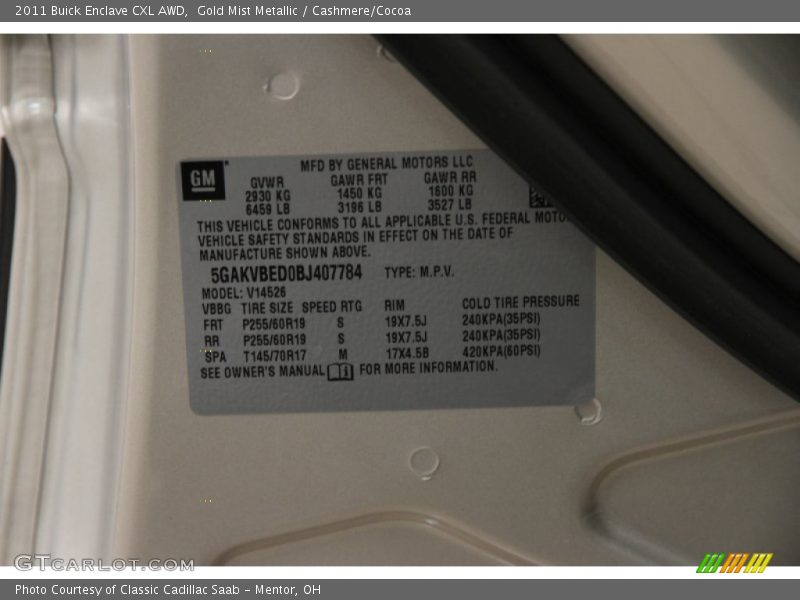 2011 Buick Enclave CXL AWD,  Gold Mist Metallic / Cashmere/Cocoa
GM
MFD BY GENERAL MOTORS LLC
GVWR GAWR FRT GAWR RR
2930 KG 1450 KG 1600 KG
6459 LB 3196 LB 3527 LB
THIS VEHICLE CONFORMS TO ALL APPLICABLE U.S. FEDERAL MOTO
VEHICLE SAFETY STANDARDS IN EFFECT ON THE DATE OF
MANUFACTURE SHOWN ABOVE.
5GAKVBED0BJ407784 TYPE: M.P.V.
MODEL: V14526
VBBG TIRE SIZE SPEED RTG RIM COLD TIRE PRESSURE
FRT P255/60R19 S 19X7.5J 240KPA(35PSI)
RR P255/60R19 S 19X7.5J 240KPA(35PSI)
SPA T145/70R17 M 17X4.5B 420KPA(60PSI)
SEE OWNER'S MANUAL FOR MORE INFORMATION.
GTCARLOT.COM
Photo Courtesy of Classic Cadillac Saab - Mentor, OH